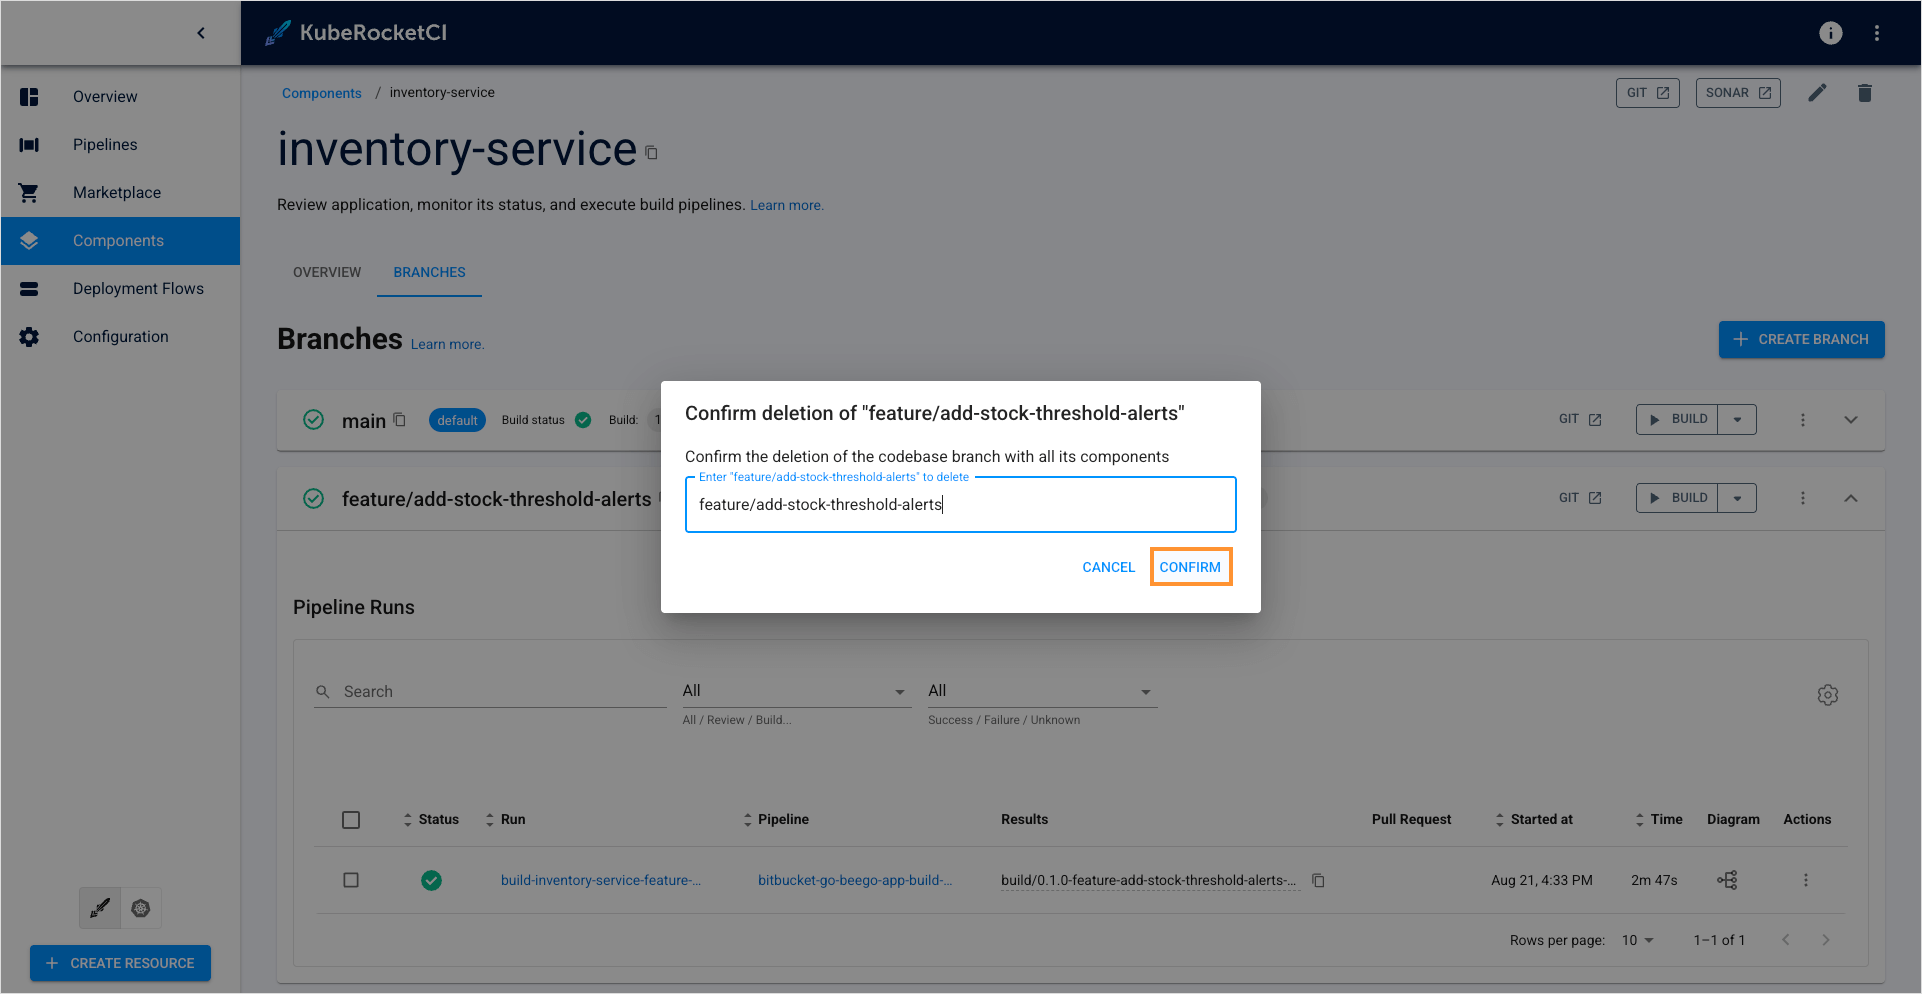 KubeRocketCI
Overview
Pipelines
Marketplace
Components
Deployment Flows
Configuration
CREATE RESOURCE
Components / inventory-service
GIT
SONAR
inventory-service
Review application, monitor its status, and execute build pipelines. Learn more.
OVERVIEW
BRANCHES
Branches Learn more.
CREATE BRANCH
main default Build status Build: 1
GIT BUILD
feature/add-stock-threshold-alerts
GIT BUILD
Confirm deletion of "feature/add-stock-threshold-alerts"
Confirm the deletion of the codebase branch with all its components
Enter "feature/add-stock-threshold-alerts" to delete
feature/add-stock-threshold-alerts
CANCEL CONFIRM
Pipeline Runs
Search
All
All / Review / Build...
All
Success / Failure / Unknown
Status Run Pipeline Results Pull Request Started at Time Diagram Actions
build-inventory-service-feature-... bitbucket-go-beego-app-build-... build/0.1.0-feature-add-stock-threshold-alerts-... Aug 21, 4:33 PM 2m 47s
Rows per page: 10 1–1 of 1